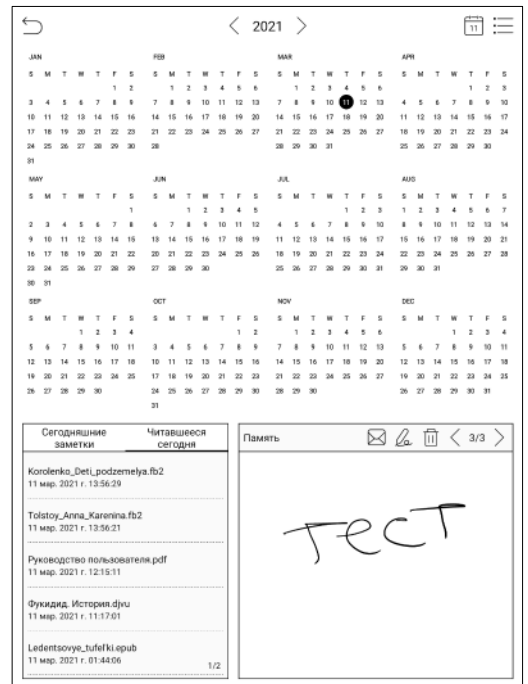 2021
11
JAN FEB MAR APR
S M T W T F S S M T W T F S S M T W T F S S M T W T F S
1 2 1 2 3 4 5 6 1 2 3 4 5 6 1 2 3
3 4 5 6 7 8 9 7 8 9 10 11 12 13 7 8 9 10 11 12 13 4 5 6 7 8 9 10
10 11 12 13 14 15 16 14 15 16 17 18 19 20 14 15 16 17 18 19 20 11 12 13 14 15 16 17
17 18 19 20 21 22 23 21 22 23 24 25 26 27 21 22 23 24 25 26 27 18 19 20 21 22 23 24
24 25 26 27 28 29 30 28 28 29 30 31 25 26 27 28 29 30
31
MAY JUN JUL AUG
S M T W T F S S M T W T F S S M T W T F S S M T W T F S
1 1 2 3 4 5 1 2 3 1 2 3 4 5 6 7
2 3 4 5 6 7 8 6 7 8 9 10 11 12 4 5 6 7 8 9 10 8 9 10 11 12 13 14
9 10 11 12 13 14 15 13 14 15 16 17 18 19 11 12 13 14 15 16 17 15 16 17 18 19 20 21
16 17 18 19 20 21 22 20 21 22 23 24 25 26 18 19 20 21 22 23 24 22 23 24 25 26 27 28
23 24 25 26 27 28 29 27 28 29 30 25 26 27 28 29 30 31 29 30 31
30 31
SEP OCT NOV DEC
S M T W T F S S M T W T F S S M T W T F S S M T W T F S
1 2 3 4 1 2 1 2 3 4 5 6 1 2 3 4
5 6 7 8 9 10 11 3 4 5 6 7 8 9 7 8 9 10 11 12 13 5 6 7 8 9 10 11
12 13 14 15 16 17 18 10 11 12 13 14 15 16 14 15 16 17 18 19 20 12 13 14 15 16 17 18
19 20 21 22 23 24 25 17 18 19 20 21 22 23 21 22 23 24 25 26 27 19 20 21 22 23 24 25
26 27 28 29 30 24 25 26 27 28 29 30 28 29 30 26 27 28 29 30 31
31
Сегодняшние
заметки
Читавшееся
сегодня
Korolenko_Deti_podzemelya.fb2
11 мар. 2021 г. 13:56:29
Tolstoy_Anna_Karenina.fb2
11 мар. 2021 г. 13:56:21
Руководство пользователя.pdf
11 мар. 2021 г. 12:15:11
Фукидид. История.djvu
11 мар. 2021 г. 11:17:01
Ledentsovye_tufel'ki.epub
11 мар. 2021 г. 01:44:06
1/2
Память
3/3
тест